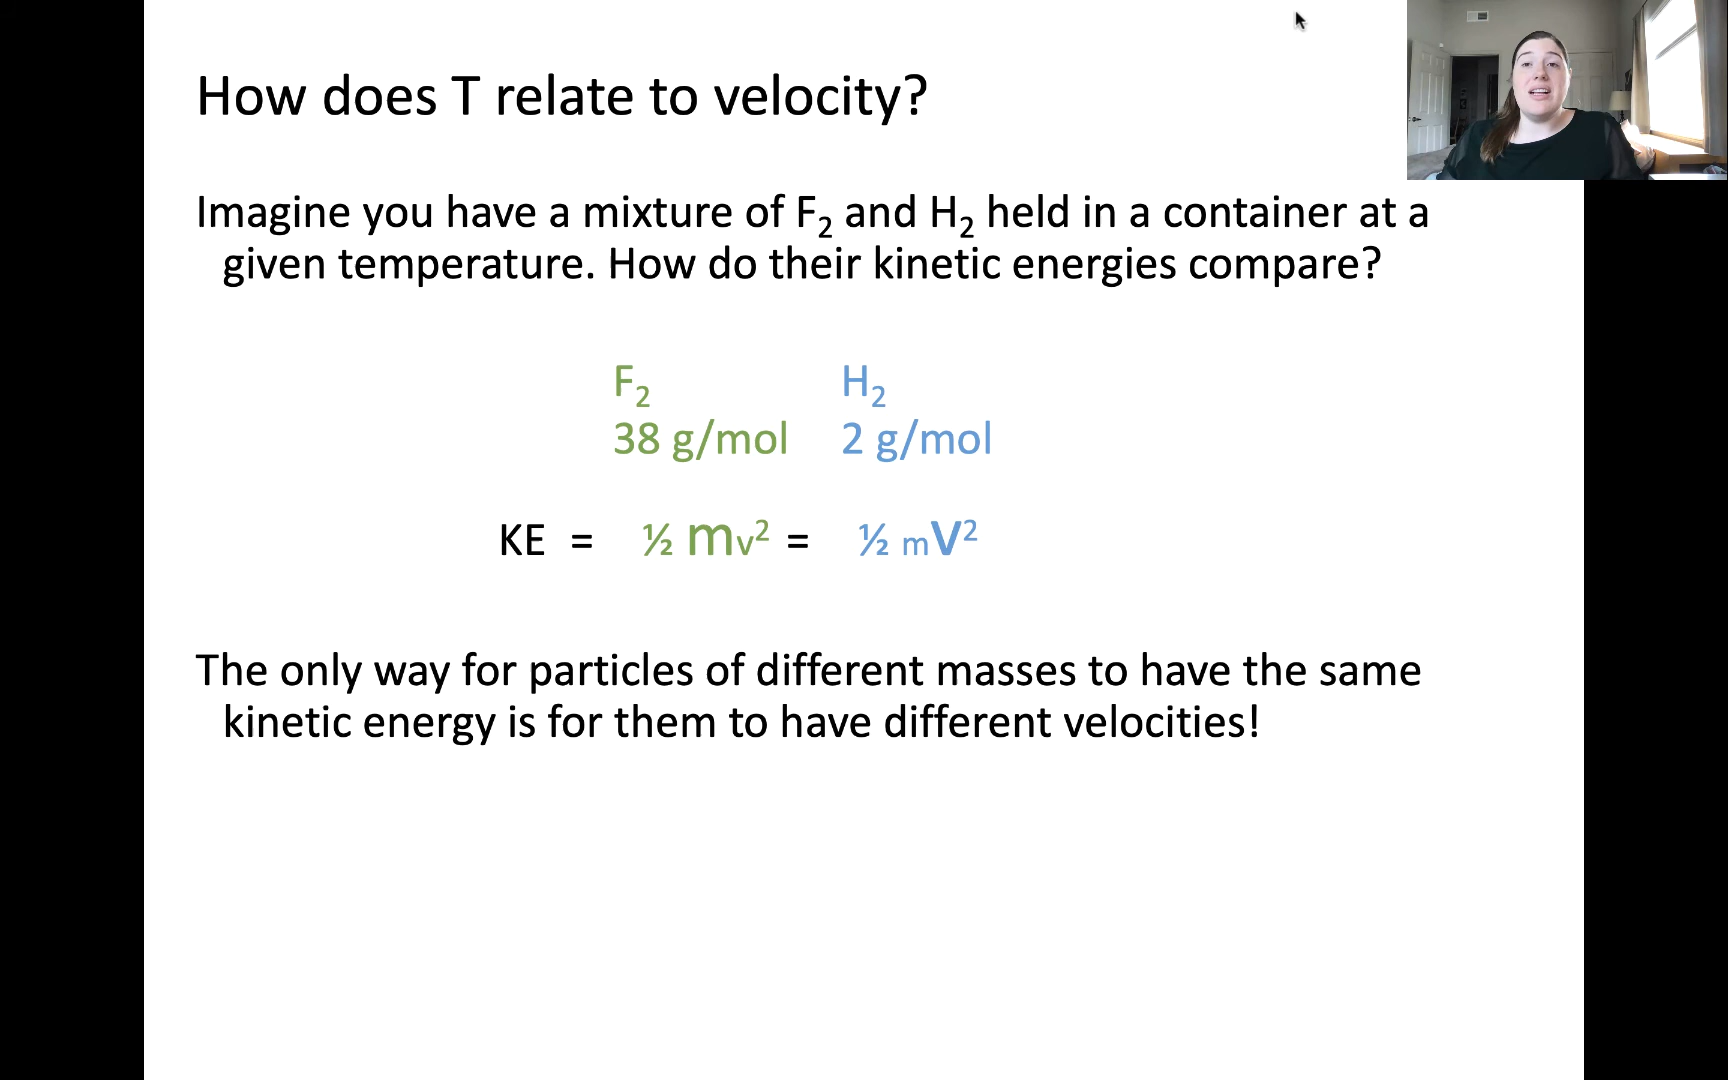 How does T relate to velocity?
Imagine you have a mixture of F₂ and H₂ held in a container at a
given temperature. How do their kinetic energies compare?
F₂ H₂
38 g/mol 2 g/mol
KE = ½ mv² = ½ mV²
The only way for particles of different masses to have the same
kinetic energy is for them to have different velocities!